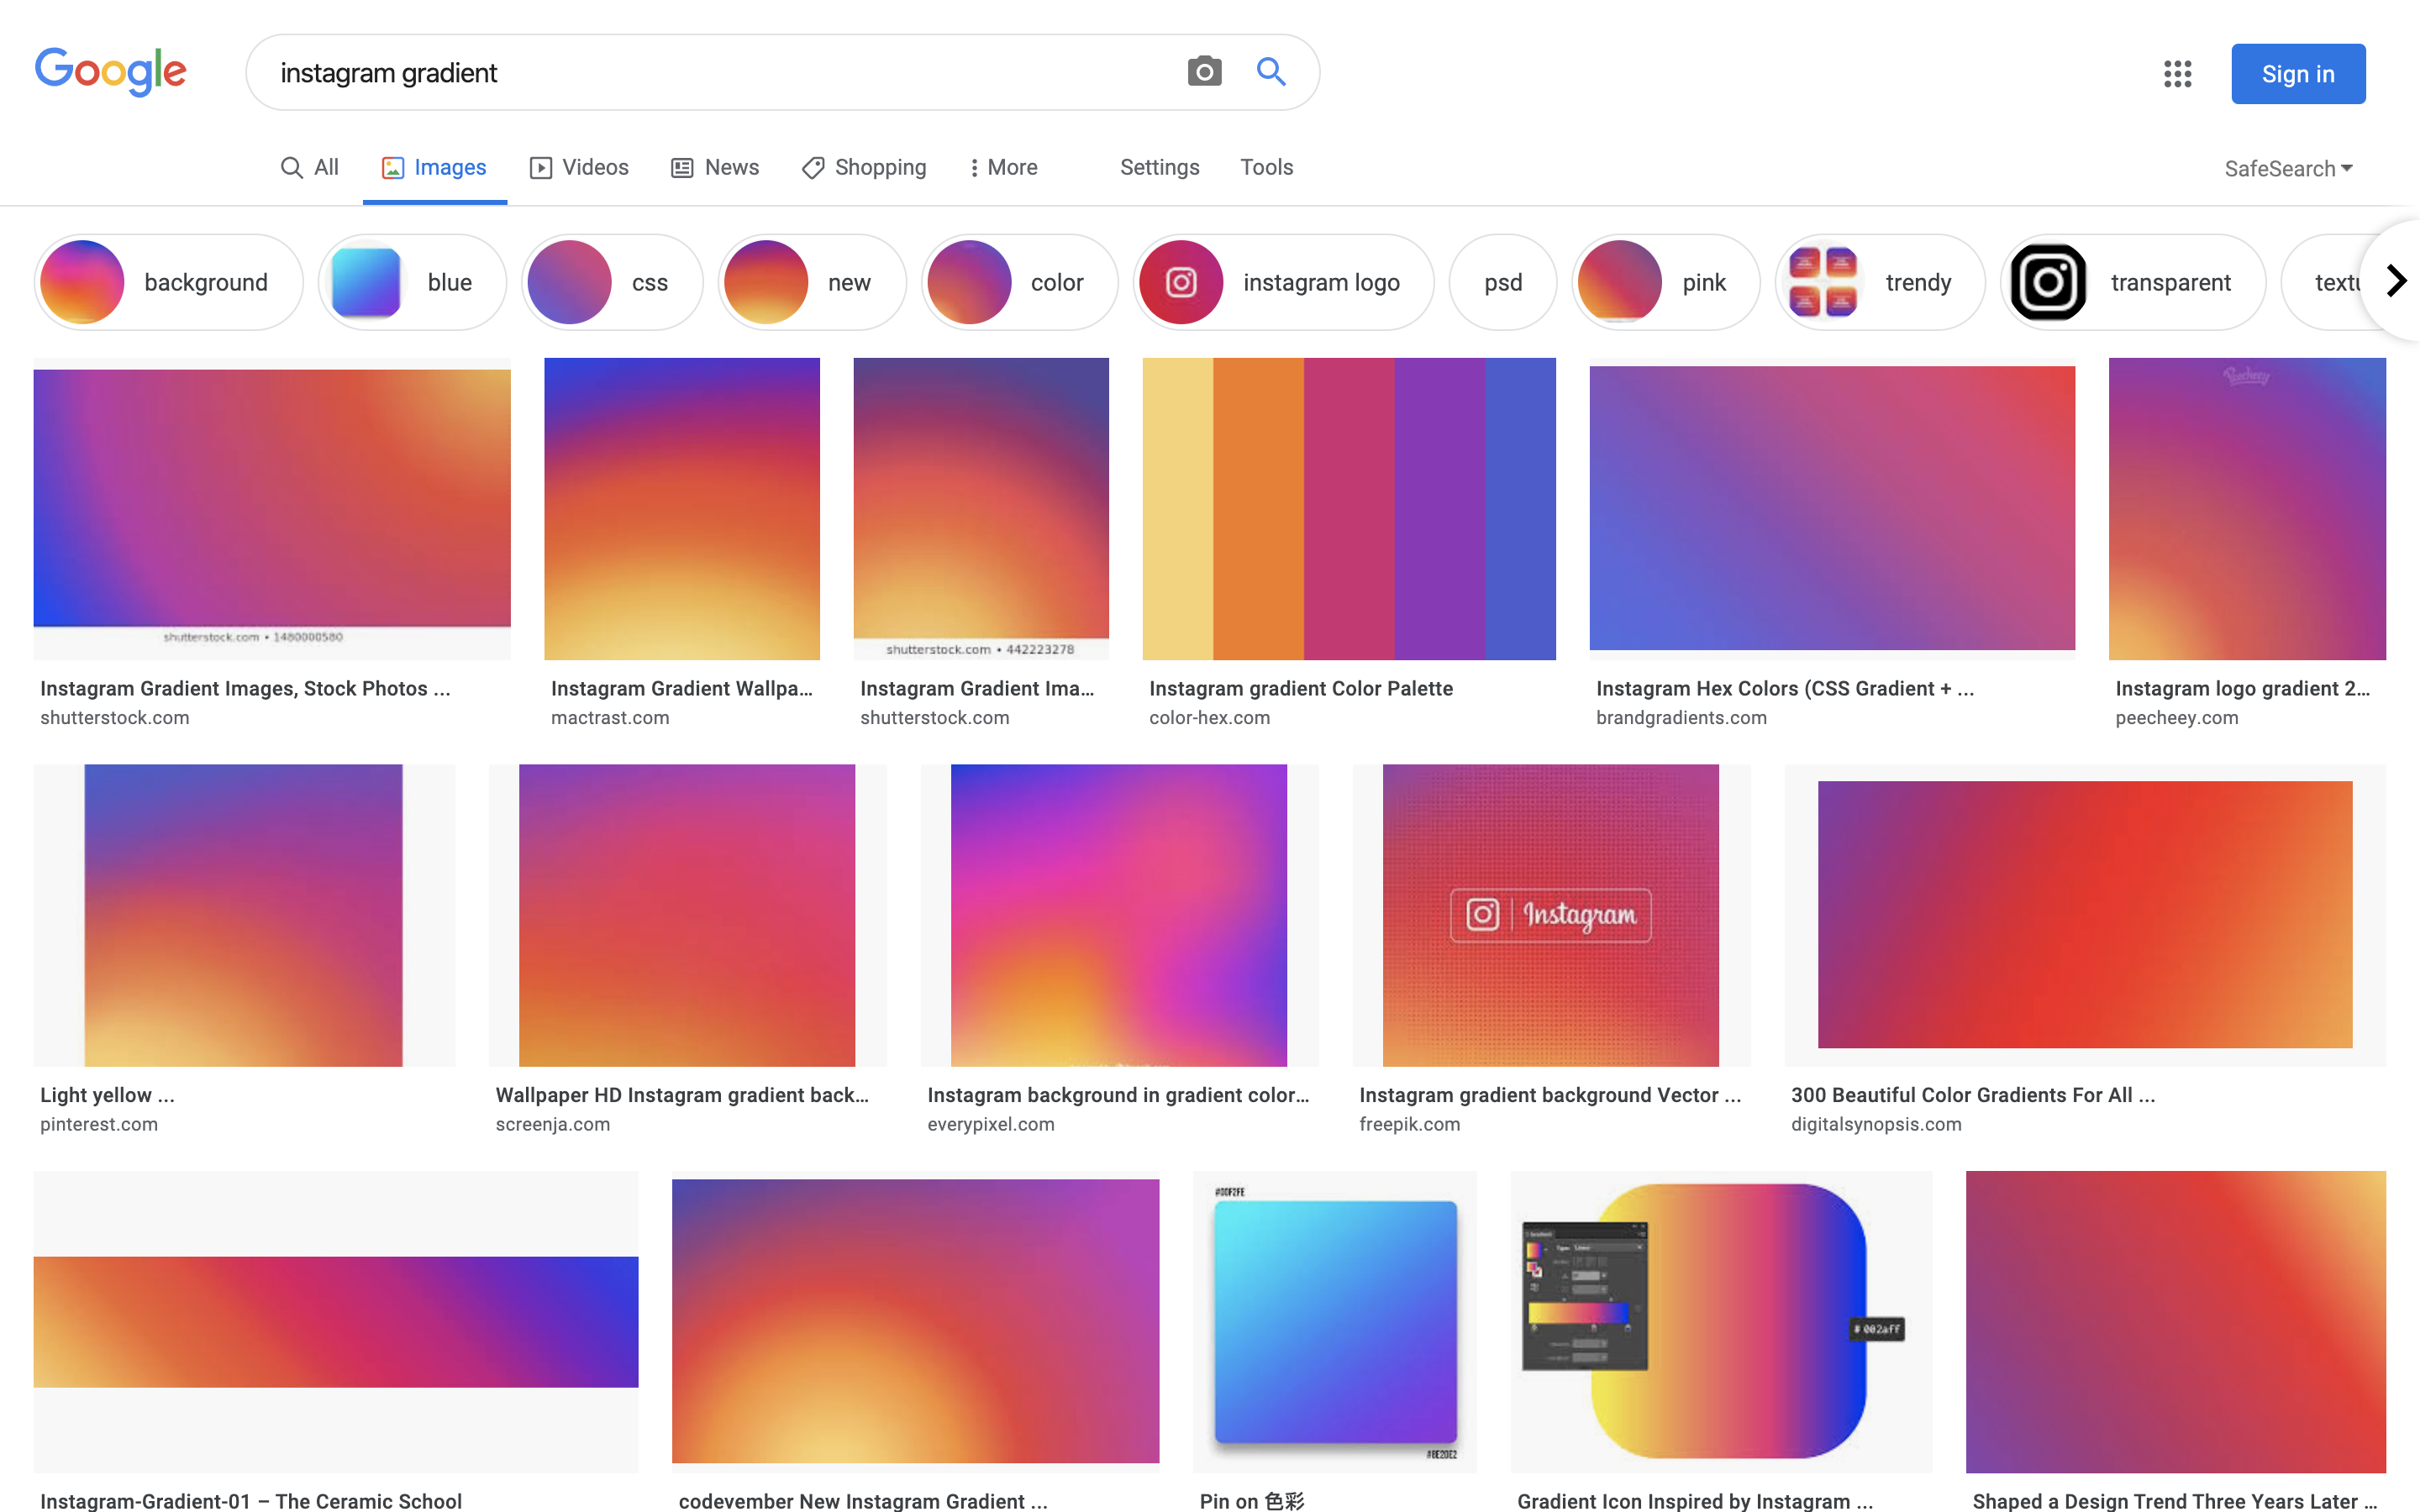 Google
instagram gradient
Sign in
All
Images
Videos
News
Shopping
More
Settings
Tools
SafeSearch
background
blue
css
new
color
instagram logo
psd
pink
trendy
transparent
shutterstock.com • 1480000580
shutterstock.com • 442223278
Peecheey
Instagram Gradient Images, Stock Photos ...
shutterstock.com
Instagram Gradient Wallpa...
mactrast.com
Instagram Gradient Ima...
shutterstock.com
Instagram gradient Color Palette
color-hex.com
Instagram Hex Colors (CSS Gradient + ...
brandgradients.com
Instagram logo gradient 2...
peecheey.com
Instagram
Light yellow ...
pinterest.com
Wallpaper HD Instagram gradient back...
screenja.com
Instagram background in gradient color...
everypixel.com
Instagram gradient background Vector ...
freepik.com
300 Beautiful Color Gradients For All ...
digitalsynopsis.com
#00F2FE
#8E2DE2
# 002aff
Instagram-Gradient-01 – The Ceramic School
codevember New Instagram Gradient ...
Pin on 色彩
Gradient Icon Inspired by Instagram ...
Shaped a Design Trend Three Years Later ...